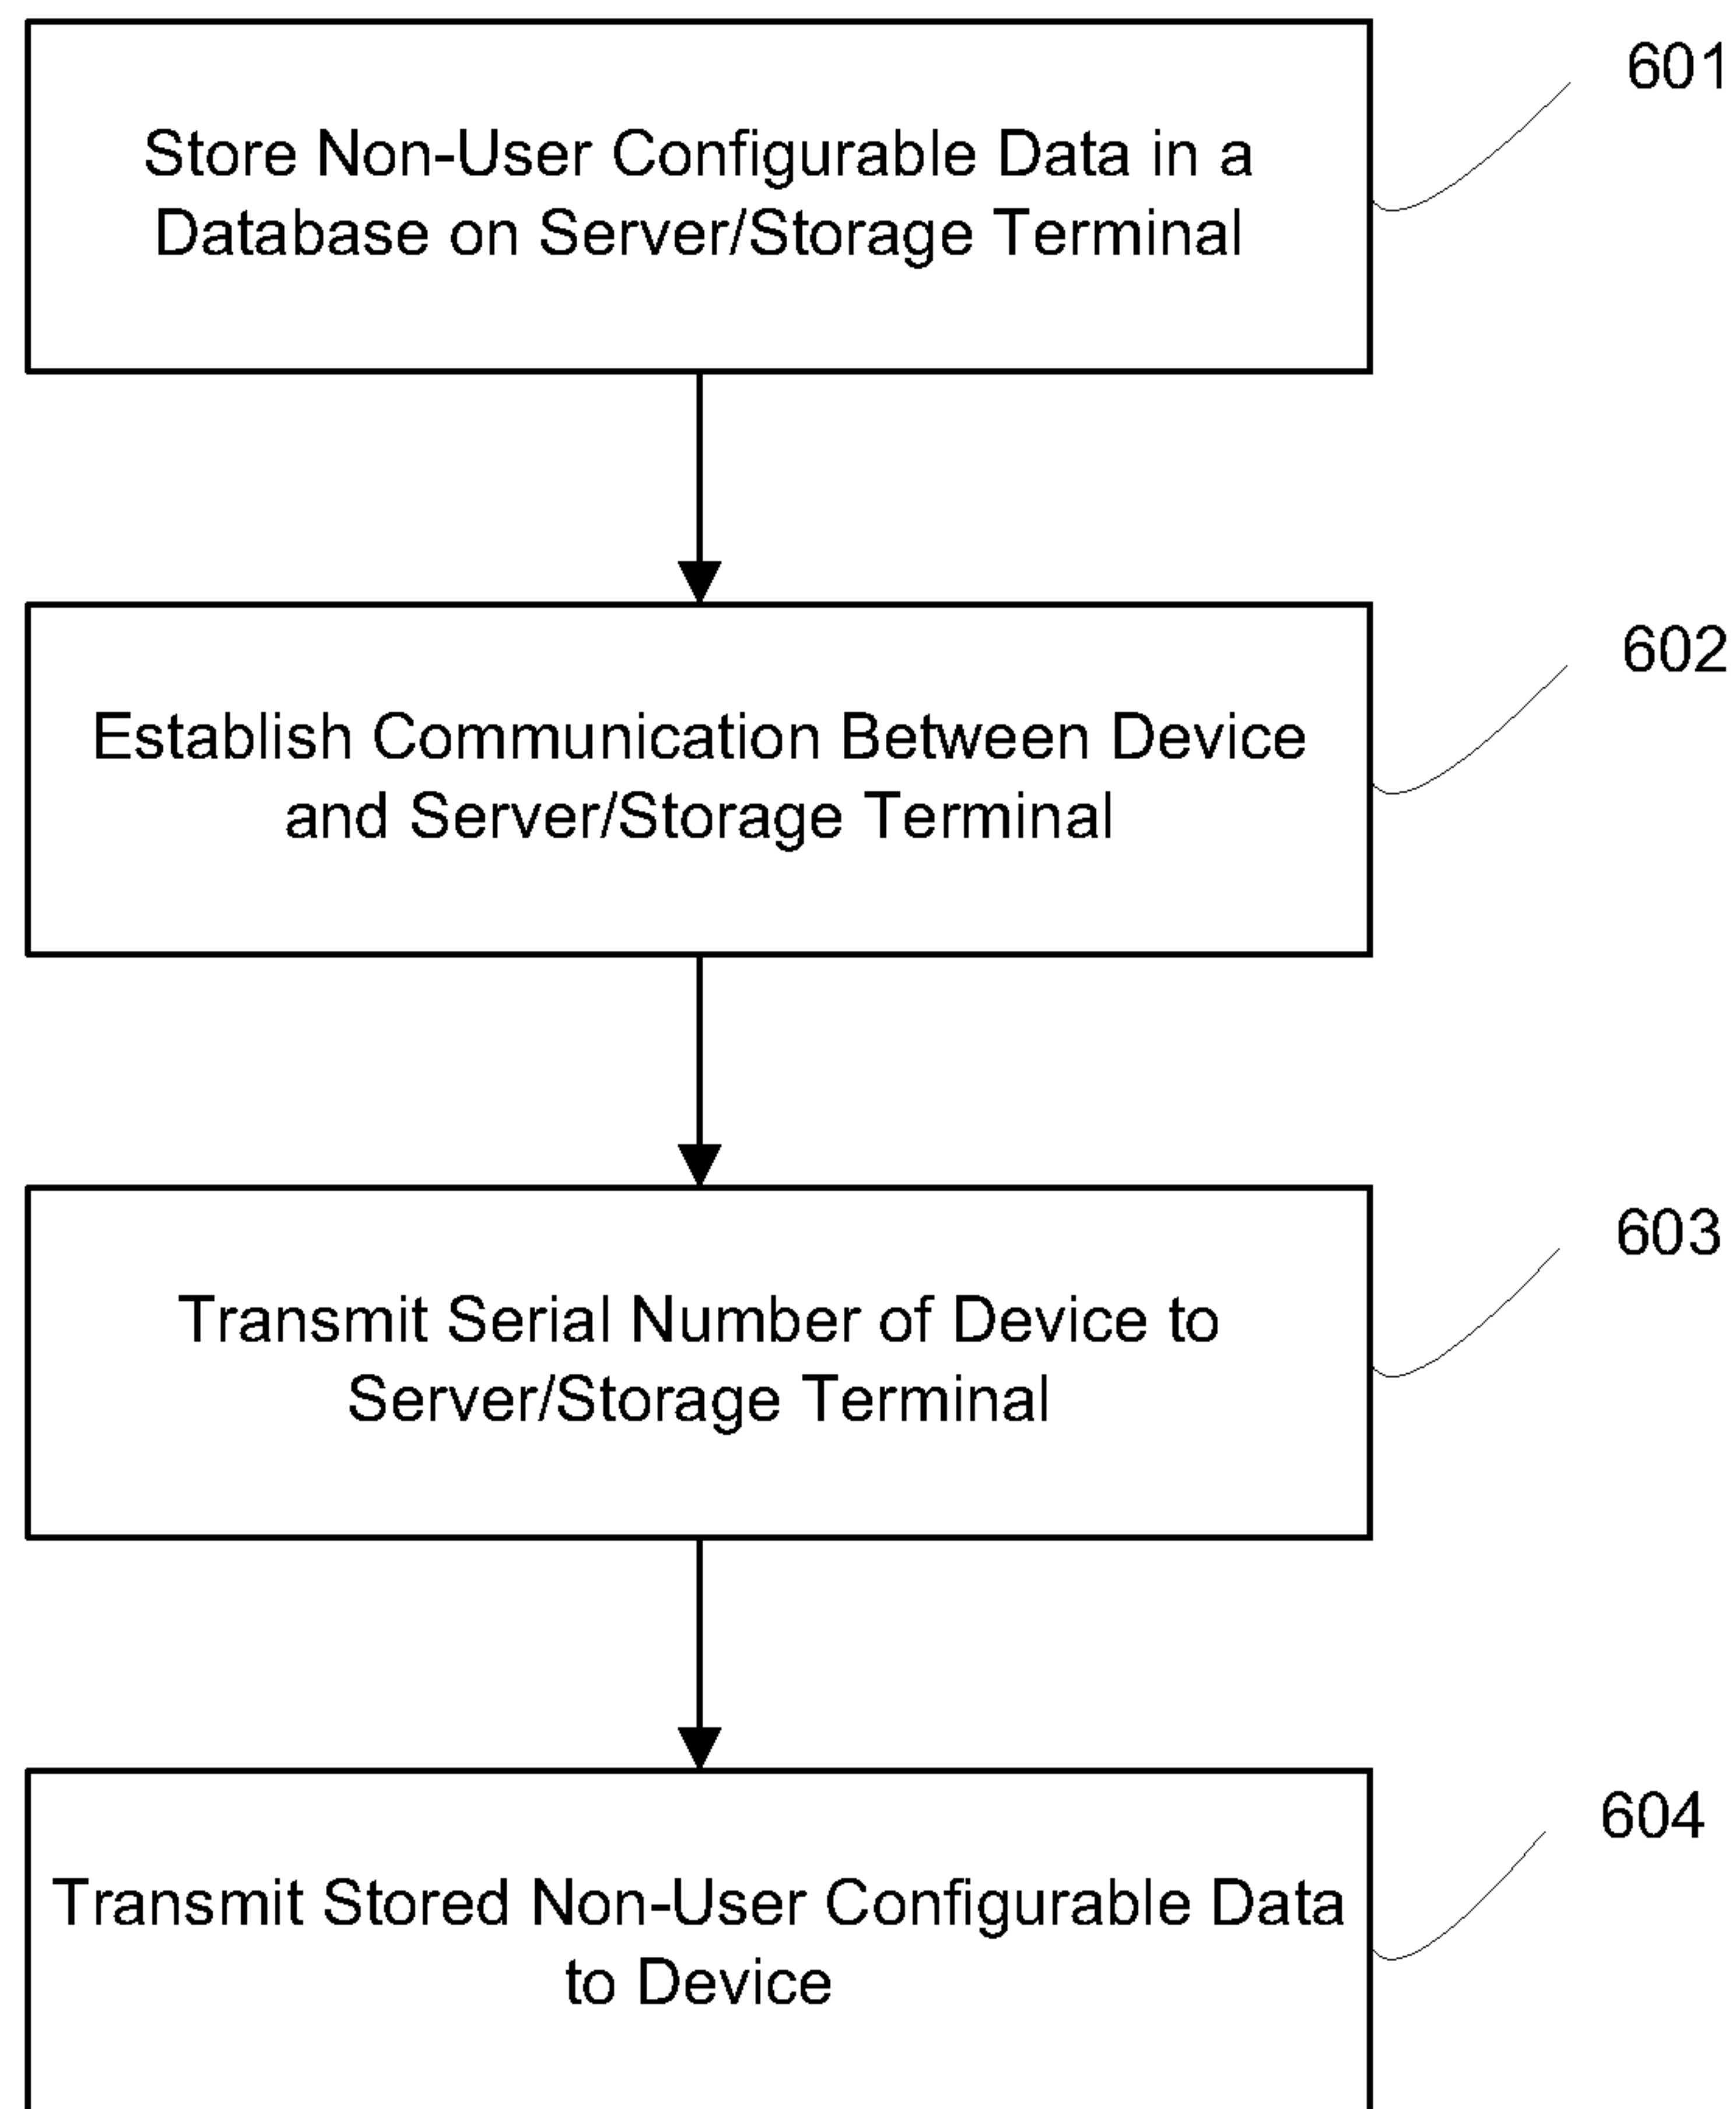 Store Non-User Configurable Data in a
Database on Server/Storage Terminal
601
Establish Communication Between Device
and Server/Storage Terminal
602
Transmit Serial Number of Device to
Server/Storage Terminal
603
Transmit Stored Non-User Configurable Data
to Device
604